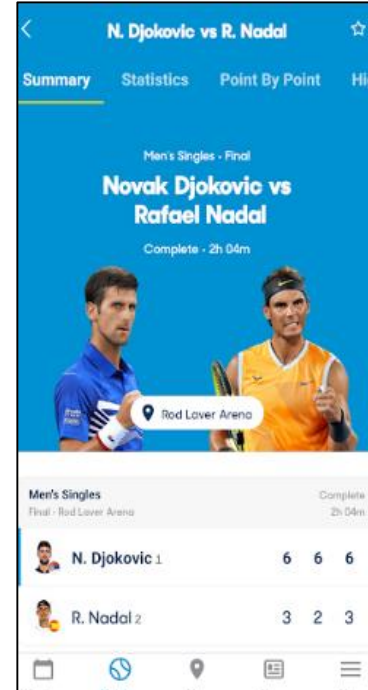 N. Djokovic vs R. Nadal
Summary Statistics Point By Point Hi
Men's Singles - Final
Novak Djokovic vs
Rafael Nadal
Complete - 2h 04m
Rod Laver Arena
Men's Singles Complete
Final - Rod Laver Arena 2h 04m
N. Djokovic 1 6 6 6
R. Nadal 2 3 2 3